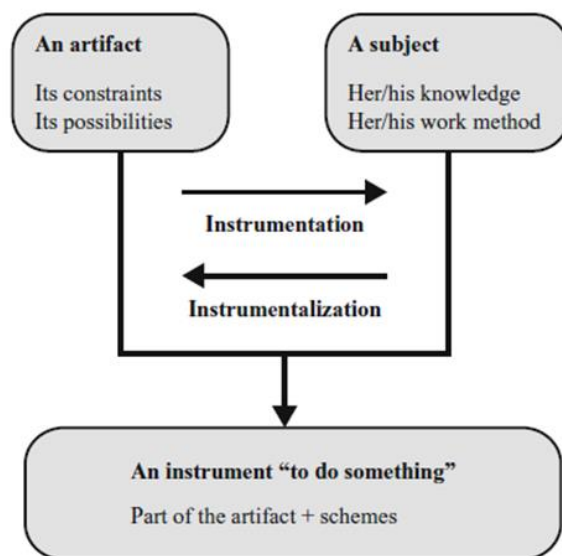 An artifact
Its constraints
Its possibilities
A subject
Her/his knowledge
Her/his work method
Instrumentation
Instrumentalization
An instrument “to do something”
Part of the artifact + schemes